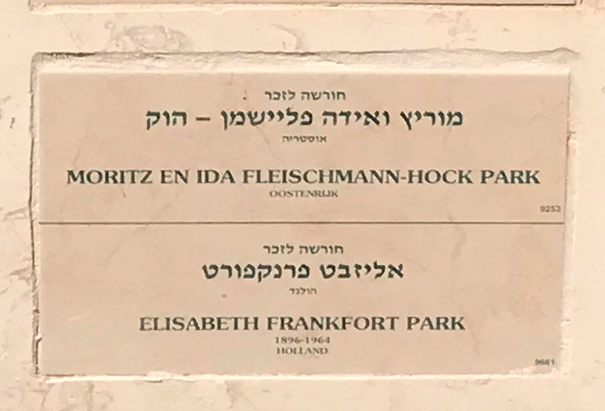 חורשה לזכר
מוריץ ואידה פליישמן – הוק
אוסטריה
MORITZ EN IDA FLEISCHMANN-HOCK PARK
OOSTENRIJK
9253
חורשה לזכר
אליזבט פרנקפורט
הולנד
ELISABETH FRANKFORT PARK
1896-1964
HOLLAND
9681